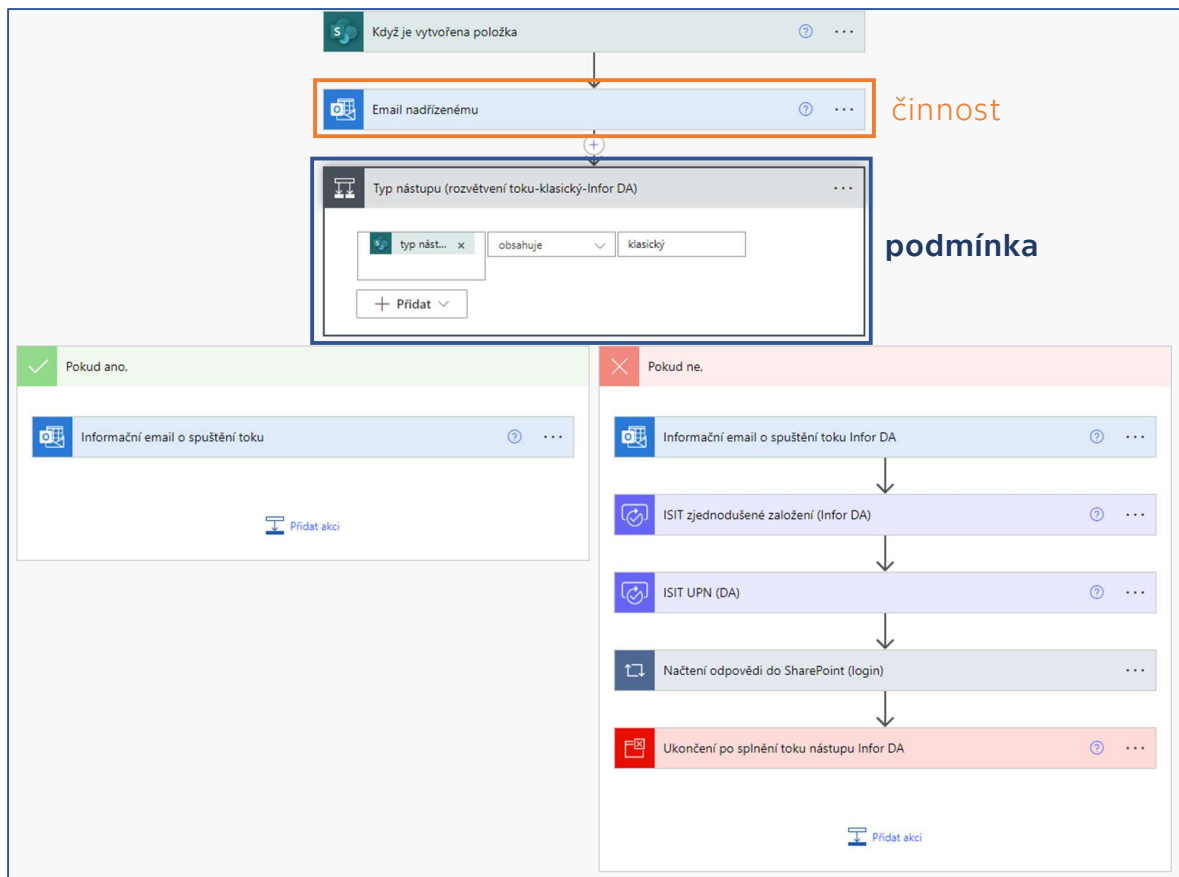 Když je vytvořena položka
Email nadřízenému
činnost
Typ nástupu (rozvětvení toku-klasický-Infor DA)
typ nást... x obsahuje klasický
podmínka
Přidat
Pokud ano,
Informační email o spuštění toku
Přidat akci
Pokud ne,
Informační email o spuštění toku Infor DA
ISIT zjednodušené založení (Infor DA)
ISIT UPN (DA)
Načtení odpovědi do SharePoint (login)
Ukončení po splnění toku nástupu Infor DA
Přidat akci